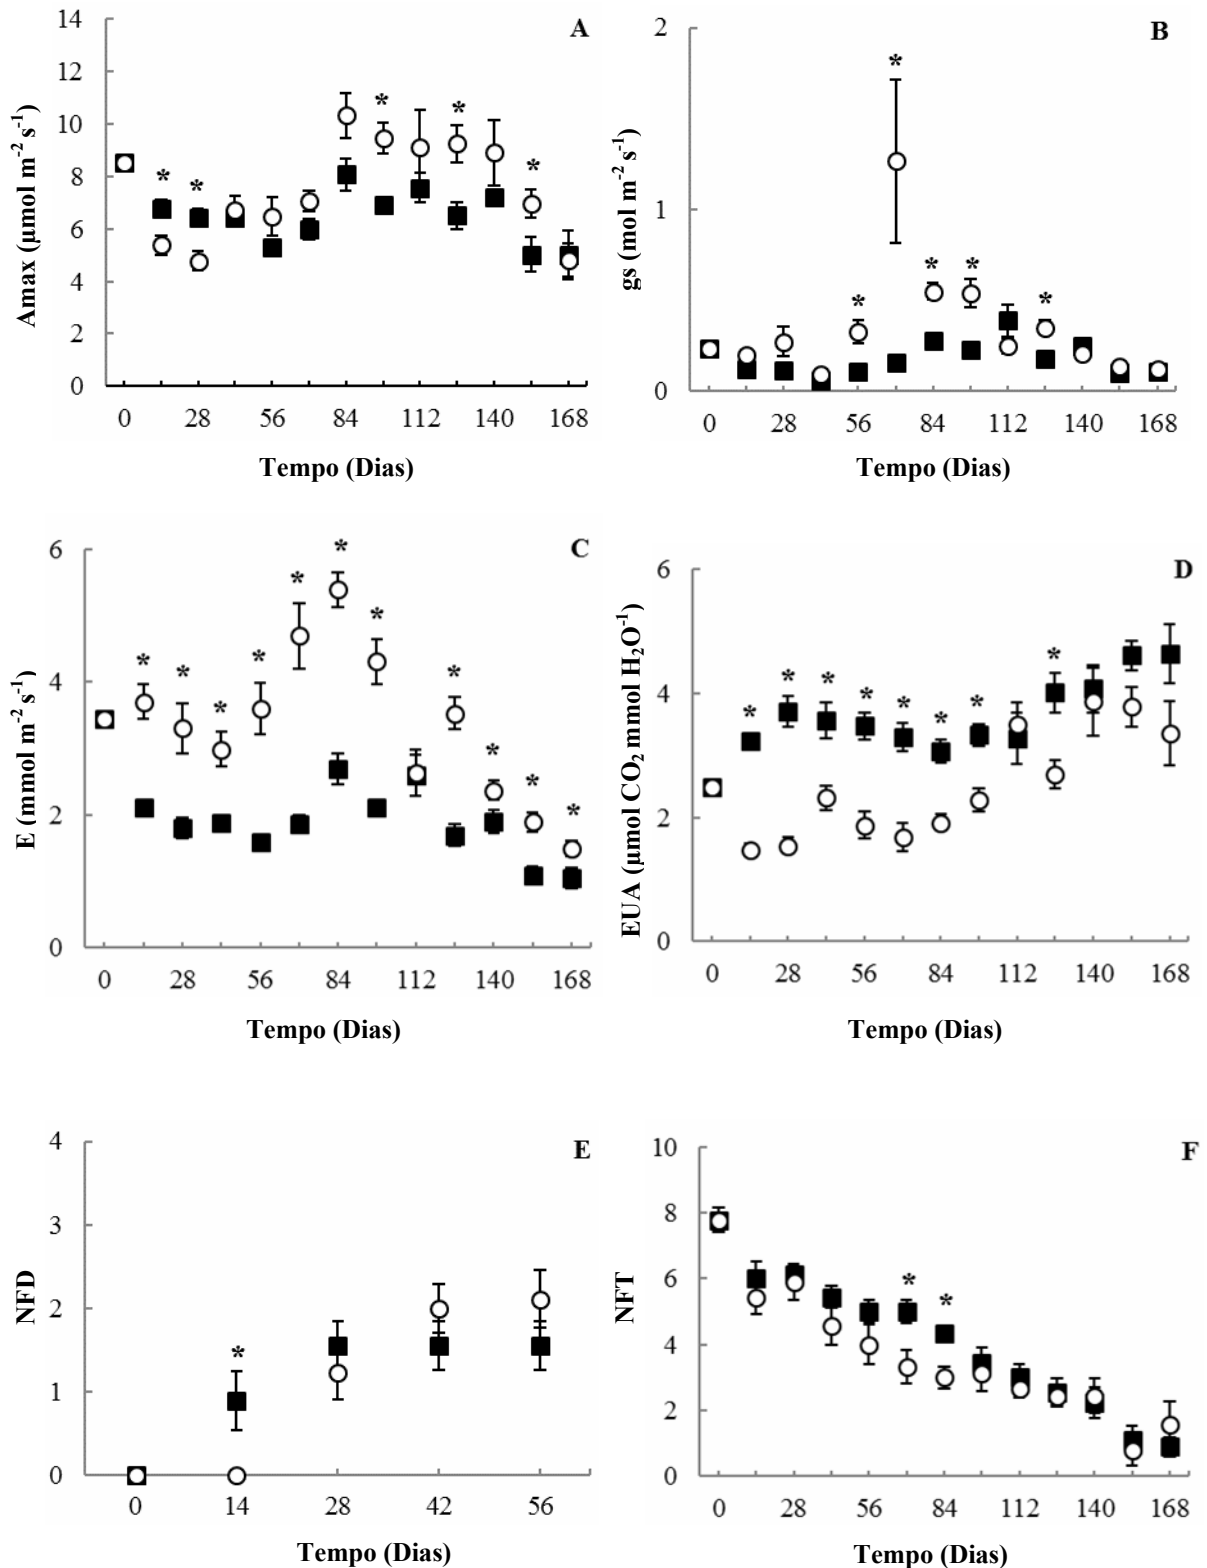 A
Amax (µmol m⁻² s⁻¹)
14
12
10
8
6
4
2
0
* * * * *
0 28 56 84 112 140 168
Tempo (Dias)
B
gs (mol m⁻² s⁻¹)
2
1
0
* * * * *
0 28 56 84 112 140 168
Tempo (Dias)
C
E (mmol m⁻² s⁻¹)
6
4
2
0
* * * * * * * * * * *
0 28 56 84 112 140 168
Tempo (Dias)
D
EUA (µmol CO₂ mmol H₂O⁻¹)
6
4
2
0
* * * * * * * *
0 28 56 84 112 140 168
Tempo (Dias)
E
NFD
4
3
2
1
0
*
0 14 28 42 56
Tempo (Dias)
F
NFT
10
8
6
4
2
0
* *
0 28 56 84 112 140 168
Tempo (Dias)